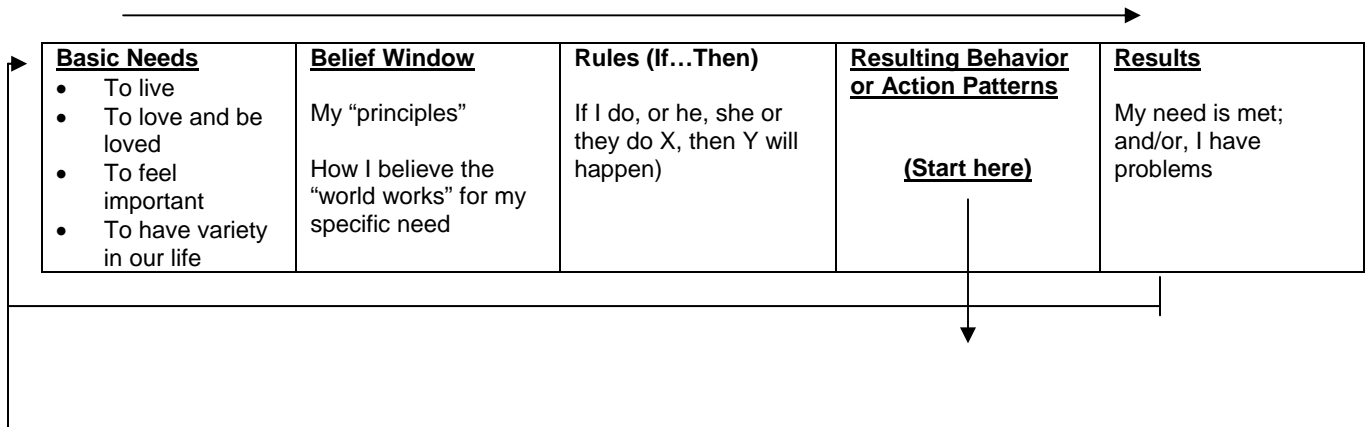 Basic Needs
• To live
• To love and be
loved
• To feel
important
• To have variety
in our life
Belief Window
My “principles”
How I believe the
“world works” for my
specific need
Rules (If…Then)
If I do, or he, she or
they do X, then Y will
happen)
Resulting Behavior
or Action Patterns
(Start here)
Results
My need is met;
and/or, I have
problems